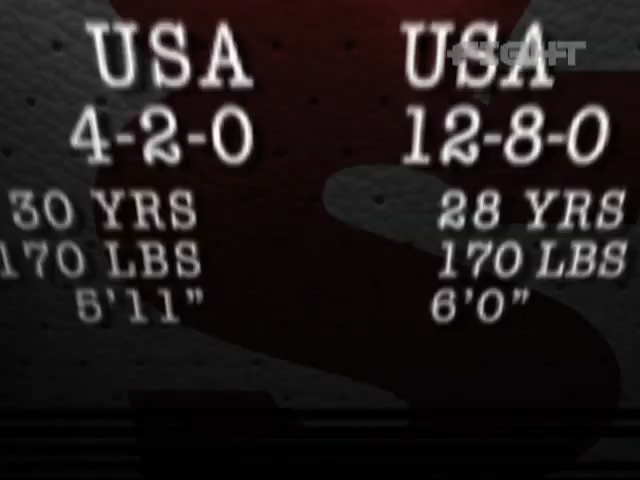 USA USA
FIGHT
4-2-0 12-8-0
30 YRS 28 YRS
170 LBS 170 LBS
5'11" 6'0"